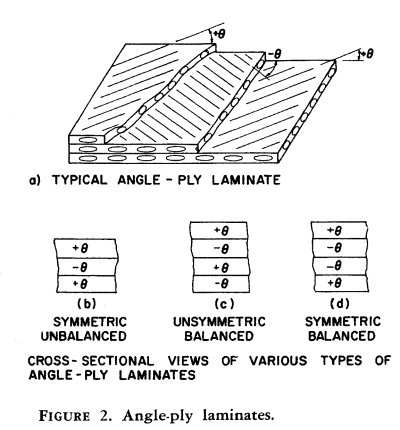 +θ
-θ
+θ
a) TYPICAL ANGLE - PLY LAMINATE
+θ
-θ
+θ
(b)
SYMMETRIC
UNBALANCED
+θ
-θ
+θ
-θ
(c)
UNSYMMETRIC
BALANCED
+θ
-θ
-θ
+θ
(d)
SYMMETRIC
BALANCED
CROSS-SECTIONAL VIEWS OF VARIOUS TYPES OF
ANGLE-PLY LAMINATES
FIGURE 2. Angle-ply laminates.